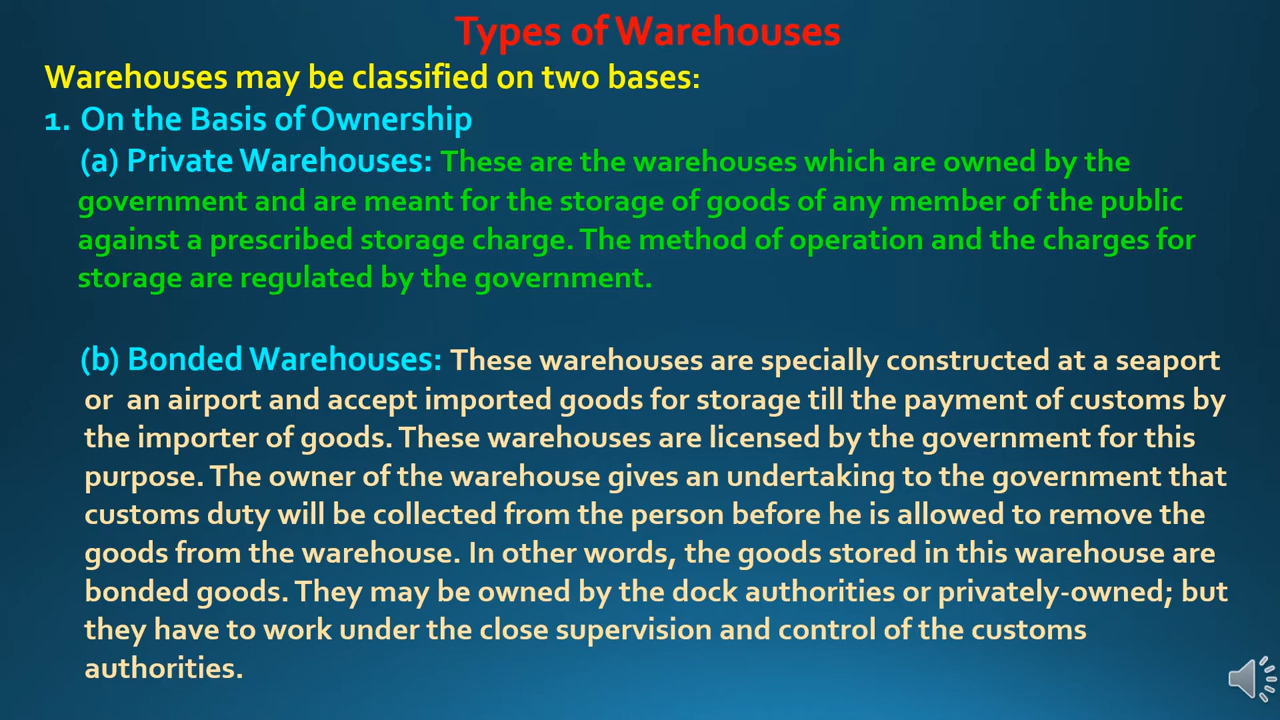 Types of Warehouses
Warehouses may be classified on two bases:
1. On the Basis of Ownership
(a) Private Warehouses: These are the warehouses which are owned by the
government and are meant for the storage of goods of any member of the public
against a prescribed storage charge. The method of operation and the charges for
storage are regulated by the government.
(b) Bonded Warehouses: These warehouses are specially constructed at a seaport
or an airport and accept imported goods for storage till the payment of customs by
the importer of goods. These warehouses are licensed by the government for this
purpose. The owner of the warehouse gives an undertaking to the government that
customs duty will be collected from the person before he is allowed to remove the
goods from the warehouse. In other words, the goods stored in this warehouse are
bonded goods. They may be owned by the dock authorities or privately-owned; but
they have to work under the close supervision and control of the customs
authorities.